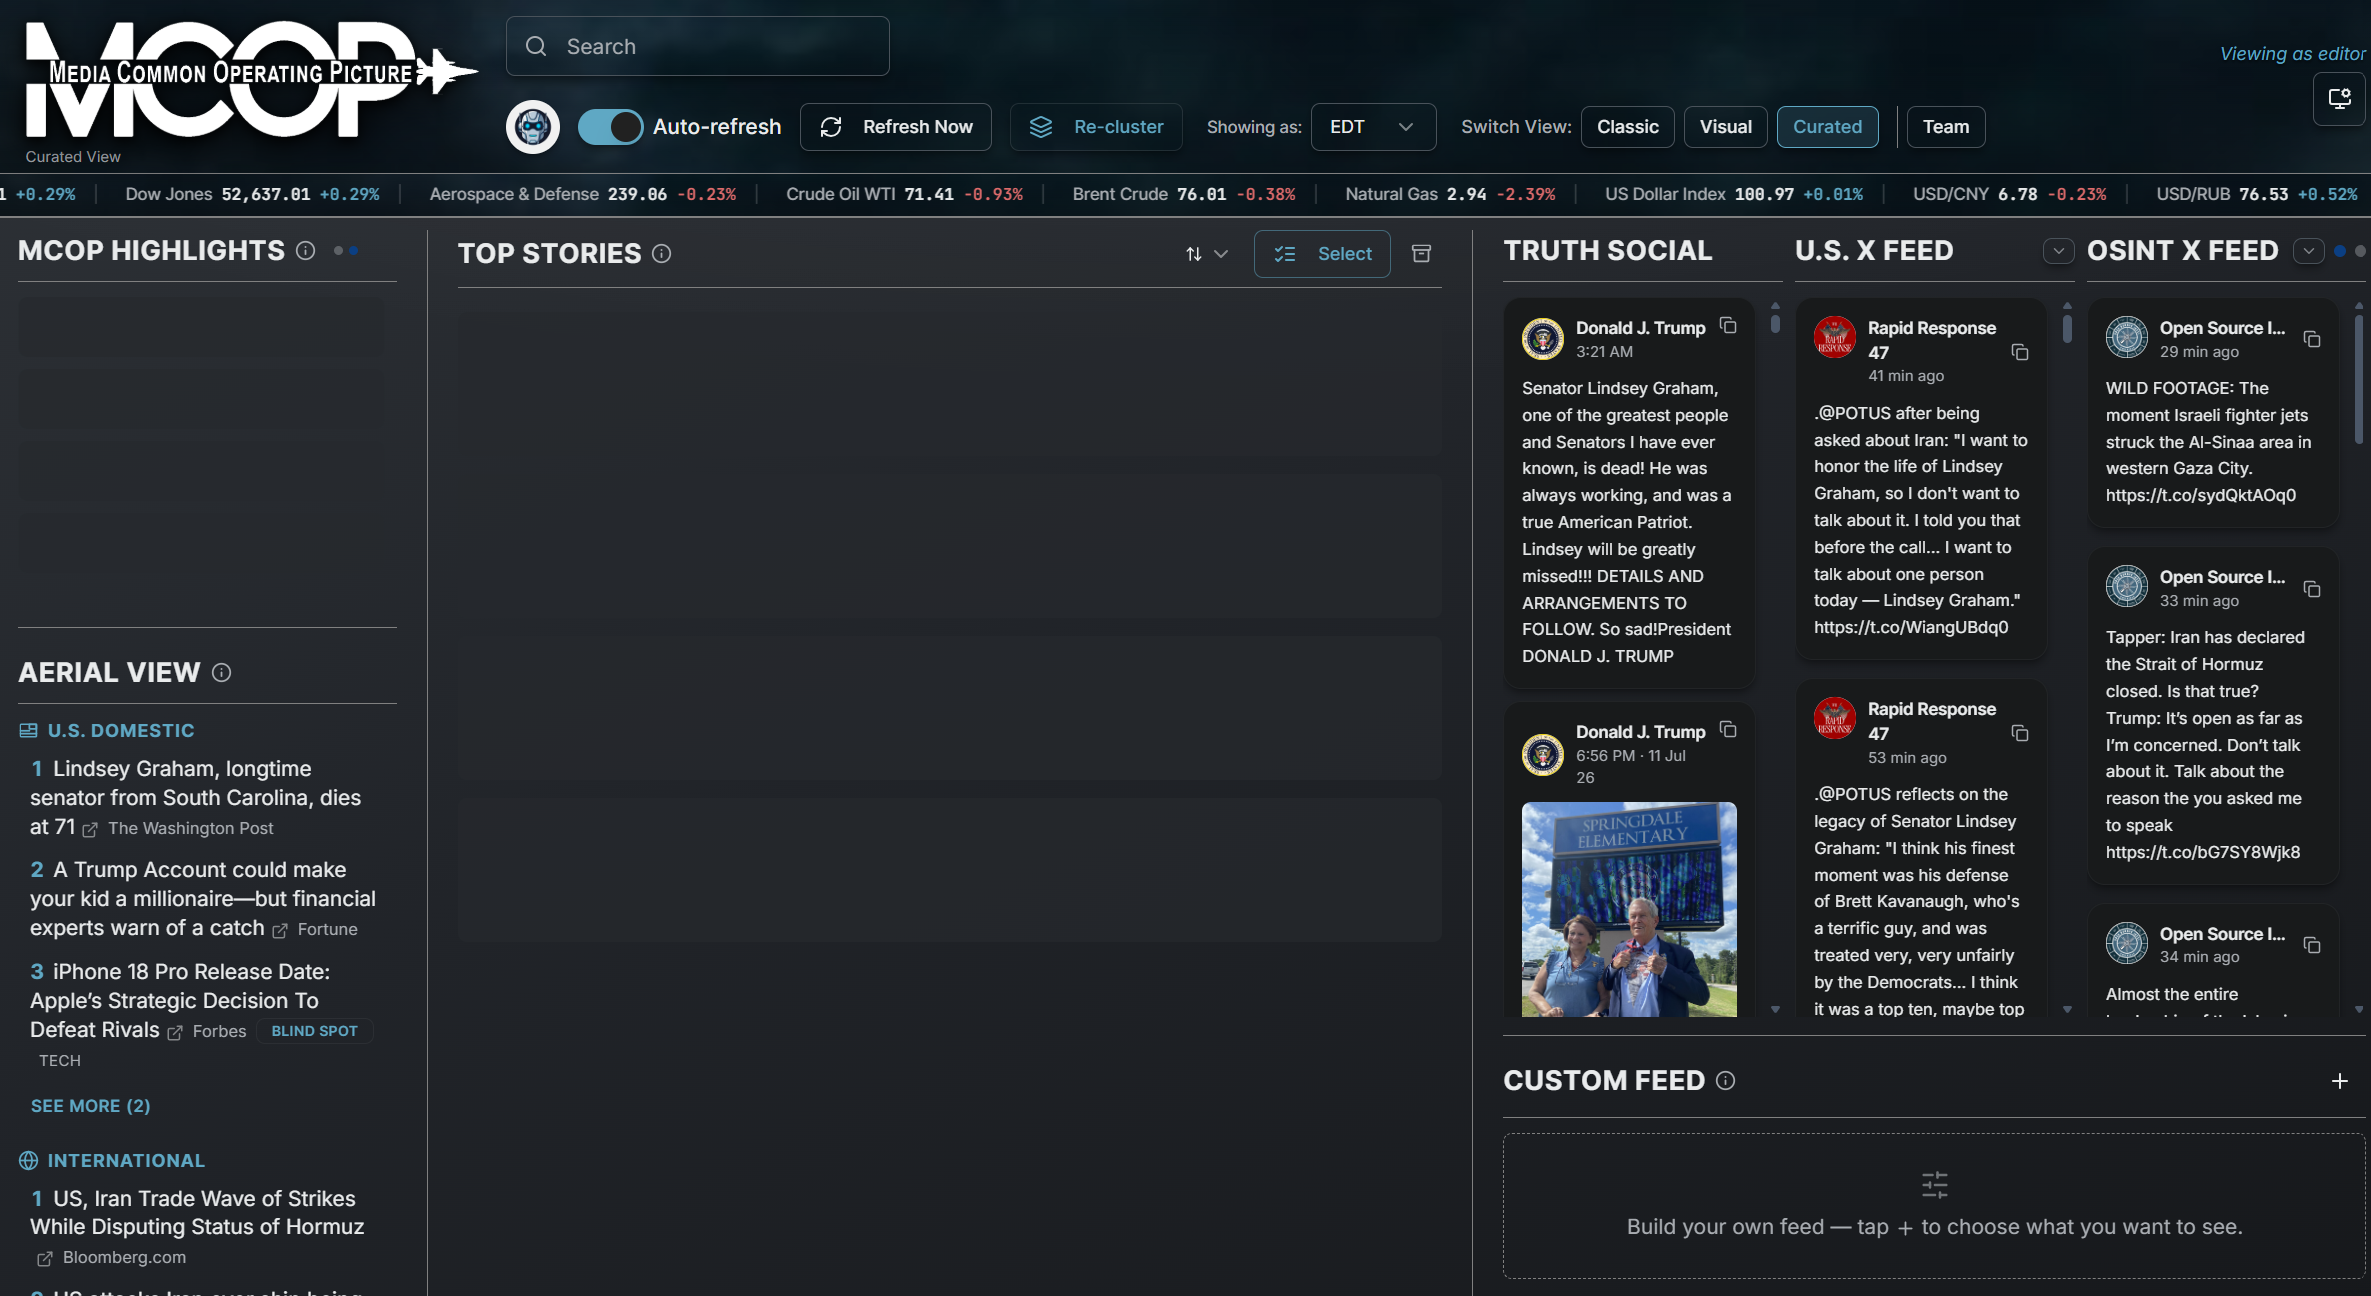 MCOP
MEDIA COMMON OPERATING PICTURE
Curated View
Search
Viewing as editor
Auto-refresh
Refresh Now
Re-cluster
Showing as:
EDT
Switch View:
Classic
Visual
Curated
Team
1 +0.29%
Dow Jones 52,637.01 +0.29%
Aerospace & Defense 239.06 -0.23%
Crude Oil WTI 71.41 -0.93%
Brent Crude 76.01 -0.38%
Natural Gas 2.94 -2.39%
US Dollar Index 100.97 +0.01%
USD/CNY 6.78 -0.23%
USD/RUB 76.53 +0.52%
MCOP HIGHLIGHTS
AERIAL VIEW
U.S. DOMESTIC
1 Lindsey Graham, longtime
senator from South Carolina, dies
at 71 The Washington Post
2 A Trump Account could make
your kid a millionaire—but financial
experts warn of a catch Fortune
3 iPhone 18 Pro Release Date:
Apple’s Strategic Decision To
Defeat Rivals Forbes BLIND SPOT
TECH
SEE MORE (2)
INTERNATIONAL
1 US, Iran Trade Wave of Strikes
While Disputing Status of Hormuz
Bloomberg.com
2 US attacks Iran over ship being
TOP STORIES
Select
TRUTH SOCIAL
Donald J. Trump
3:21 AM
Senator Lindsey Graham,
one of the greatest people
and Senators I have ever
known, is dead! He was
always working, and was a
true American Patriot.
Lindsey will be greatly
missed!!! DETAILS AND
ARRANGEMENTS TO
FOLLOW. So sad!President
DONALD J. TRUMP
Donald J. Trump
6:56 PM · 11 Jul
26
SPRINGDALE
ELEMENTARY
U.S. X FEED
Rapid Response
47
41 min ago
.@POTUS after being
asked about Iran: "I want to
honor the life of Lindsey
Graham, so I don't want to
talk about it. I told you that
before the call... I want to
talk about one person
today — Lindsey Graham."
https://t.co/WiangUBdq0
Rapid Response
47
53 min ago
.@POTUS reflects on the
legacy of Senator Lindsey
Graham: "I think his finest
moment was his defense
of Brett Kavanaugh, who's
a terrific guy, and was
treated very, very unfairly
by the Democrats... I think
it was a top ten, maybe top
OSINT X FEED
Open Source I...
29 min ago
WILD FOOTAGE: The
moment Israeli fighter jets
struck the Al-Sinaa area in
western Gaza City.
https://t.co/sydQktAOq0
Open Source I...
33 min ago
Tapper: Iran has declared
the Strait of Hormuz
closed. Is that true?
Trump: It’s open as far as
I’m concerned. Don’t talk
about it. Talk about the
reason the you asked me
to speak
https://t.co/bG7SY8Wjk8
Open Source I...
34 min ago
Almost the entire
CUSTOM FEED
Build your own feed — tap + to choose what you want to see.